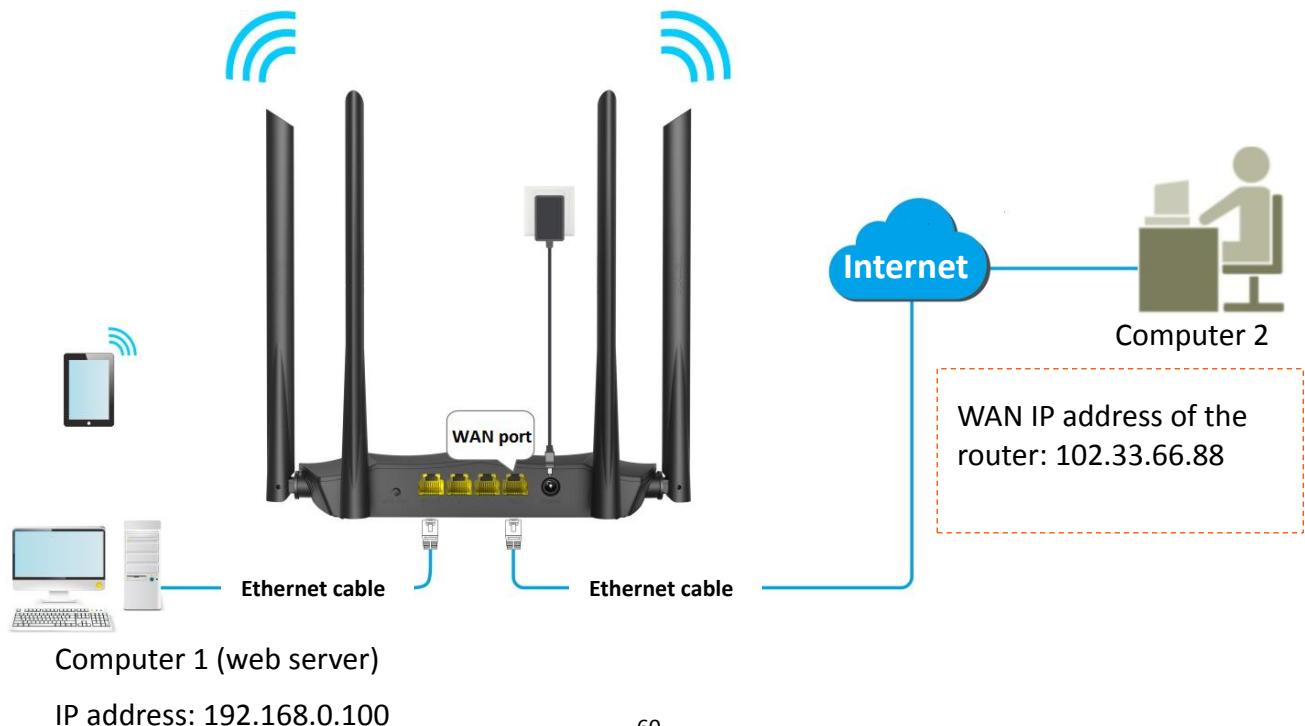 Internet
Computer 2
WAN port
WAN IP address of the
router: 102.33.66.88
Ethernet cable
Ethernet cable
Computer 1 (web server)
IP address: 192.168.0.100